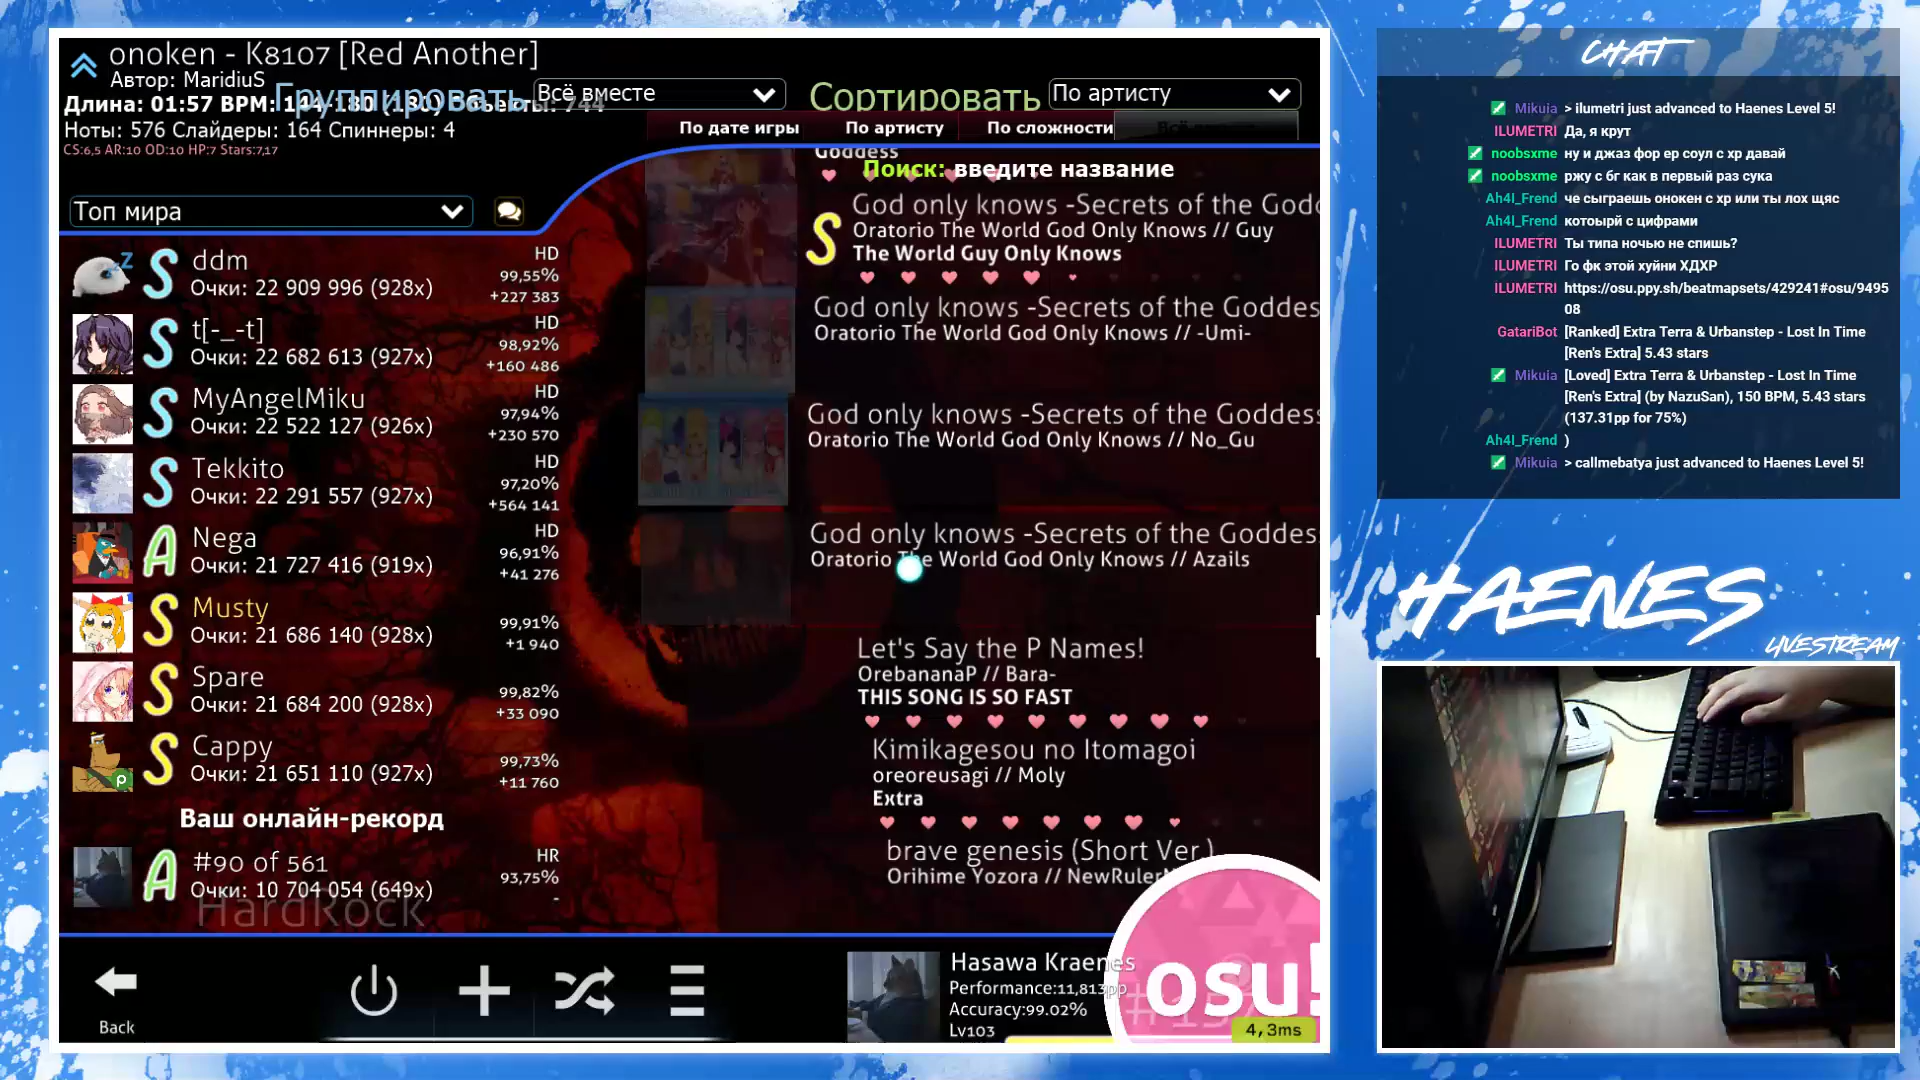 onoken - K8107 [Red Another]
Автор: MaridiuS
Длина: 01:57 BPM: 144-180 (180) Объекты: 744
Ноты: 576 Слайдеры: 164 Спиннеры: 4
CS:6,5 AR:10 OD:10 HP:7 Stars:7,17
Группировать
Всё вместе
Сортировать
По артисту
По дате игры
По артисту
По сложности
Топ мира
Поиск: введите название
ddm
Очки: 22 909 996 (928x)
HD
99,55%
+227 383
t[-_-t]
Очки: 22 682 613 (927x)
HD
98,92%
+160 486
MyAngelMiku
Очки: 22 522 127 (926x)
HD
97,94%
+230 570
Tekkito
Очки: 22 291 557 (927x)
HD
97,20%
+564 141
Nega
Очки: 21 727 416 (919x)
HD
96,91%
+41 276
Musty
Очки: 21 686 140 (928x)
99,91%
+1 940
Spare
Очки: 21 684 200 (928x)
99,82%
+33 090
Cappy
Очки: 21 651 110 (927x)
99,73%
+11 760
Ваш онлайн-рекорд
#90 of 561
Очки: 10 704 054 (649x)
HR
93,75%
-
HardRock
Goddess
God only knows -Secrets of the Godd
Oratorio The World God Only Knows // Guy
The World Guy Only Knows
God only knows -Secrets of the Goddes
Oratorio The World God Only Knows // -Umi-
God only knows -Secrets of the Goddess
Oratorio The World God Only Knows // No_Gu
God only knows -Secrets of the Goddes
Oratorio The World God Only Knows // Azails
Let's Say the P Names!
OrebananaP // Bara-
THIS SONG IS SO FAST
Kimikagesou no Itomagoi
oreoreusagi // Moly
Extra
brave genesis (Short Ver.)
Orihime Yozora // NewRulerN
Back
Hasawa Kraenes
Performance:11,813pp
Accuracy:99.02%
Lv103
osu!
4,3ms
CHAT
Mikuia > ilumetri just advanced to Haenes Level 5!
ILUMETRI Да, я крут
noobsxme ну и джаз фор ер соул с хр давай
noobsxme ржу с бг как в первый раз сука
Ah4I_Frend че сыграешь онокен с хр или ты лох щяс
Ah4I_Frend котоырй с цифрами
ILUMETRI Ты типа ночью не спишь?
ILUMETRI Го фк этой хуйни ХДХР
ILUMETRI https://osu.ppy.sh/beatmapsets/429241#osu/9495
08
GatariBot [Ranked] Extra Terra & Urbanstep - Lost In Time
[Ren's Extra] 5.43 stars
Mikuia [Loved] Extra Terra & Urbanstep - Lost In Time
[Ren's Extra] (by NazuSan), 150 BPM, 5.43 stars
(137.31pp for 75%)
Ah4I_Frend )
Mikuia > callmebatya just advanced to Haenes Level 5!
HAENES
LIVESTREAM